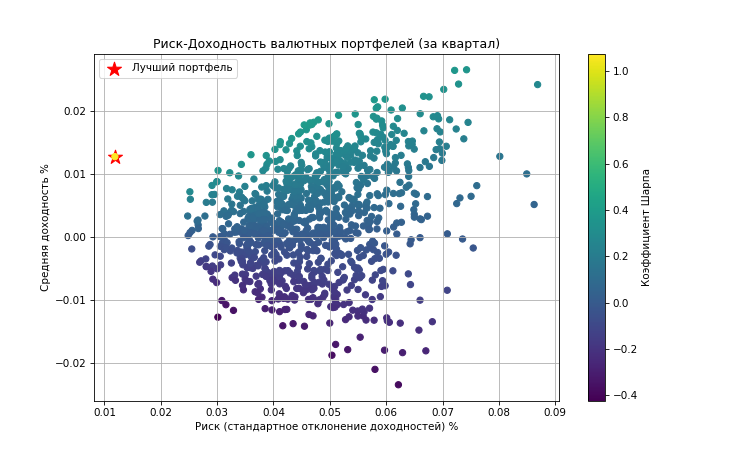 Риск-Доходность валютных портфелей (за квартал)
Лучший портфель
Средняя доходность %
0.02
0.01
0.00
−0.01
−0.02
0.01 0.02 0.03 0.04 0.05 0.06 0.07 0.08 0.09
Риск (стандартное отклонение доходностей) %
1.0
0.8
0.6
0.4
0.2
0.0
−0.2
−0.4
Коэффициент Шарпа